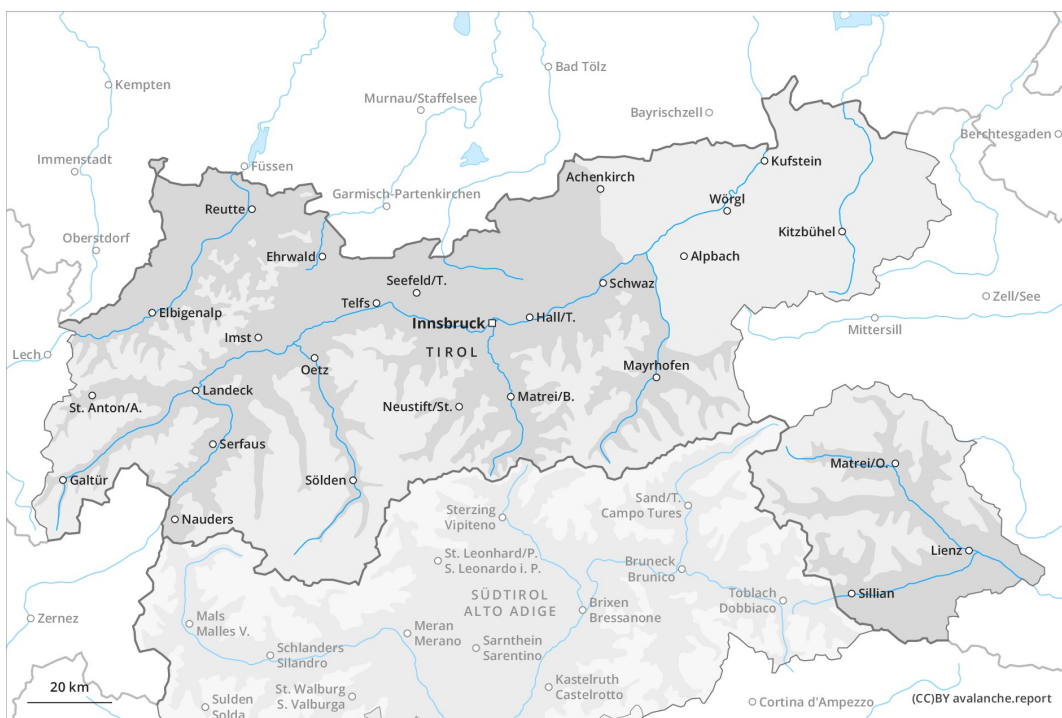 Kempten
Bad Tölz
Murnau/Staffelsee
Bayrischzell
Berchtesgaden
Immenstadt
Füssen
Kufstein
Achenkirch
Garmisch-Partenkirchen
Reutte
Wörgl
Oberstdorf
Kitzbühel
Ehrwald
Alpbach
Seefeld/T.
Schwaz
Zell/See
Telfs
Elbigenalp
Hall/T.
Innsbruck
Mittersill
Imst
TIROL
Lech
Oetz
Mayrhofen
Landeck
Matrei/B.
St. Anton/A.
Neustift/St.
Serfaus
Matrei/O.
Galtür
Sölden
Sand/T.
Campo Tures
Sterzing
Vipiteno
Nauders
Lienz
St. Leonhard/P.
S. Leonardo i. P.
Bruneck
Brunico
SÜDTIROL
ALTO ADIGE
Toblach
Dobbiaco
Sillian
Brixen
Bressanone
Zernez
Mals
Malles V.
Meran
Merano
Sarnthein
Sarentino
Schlanders
Silandro
Kastelruth
Castelrotto
20 km
St. Walburg
S. Valburga
Sulden
Solda
Cortina d'Ampezzo
(CC)BY avalanche.report